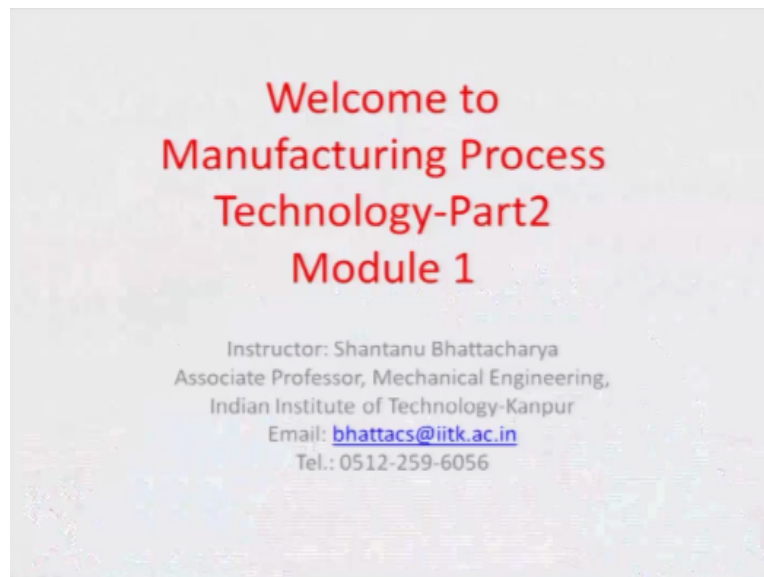 Welcome to
Manufacturing Process
Technology-Part2
Module 1
Instructor: Shantanu Bhattacharya
Associate Professor, Mechanical Engineering,
Indian Institute of Technology-Kanpur
Email: bhattacs@iitk.ac.in
Tel.: 0512-259-6056